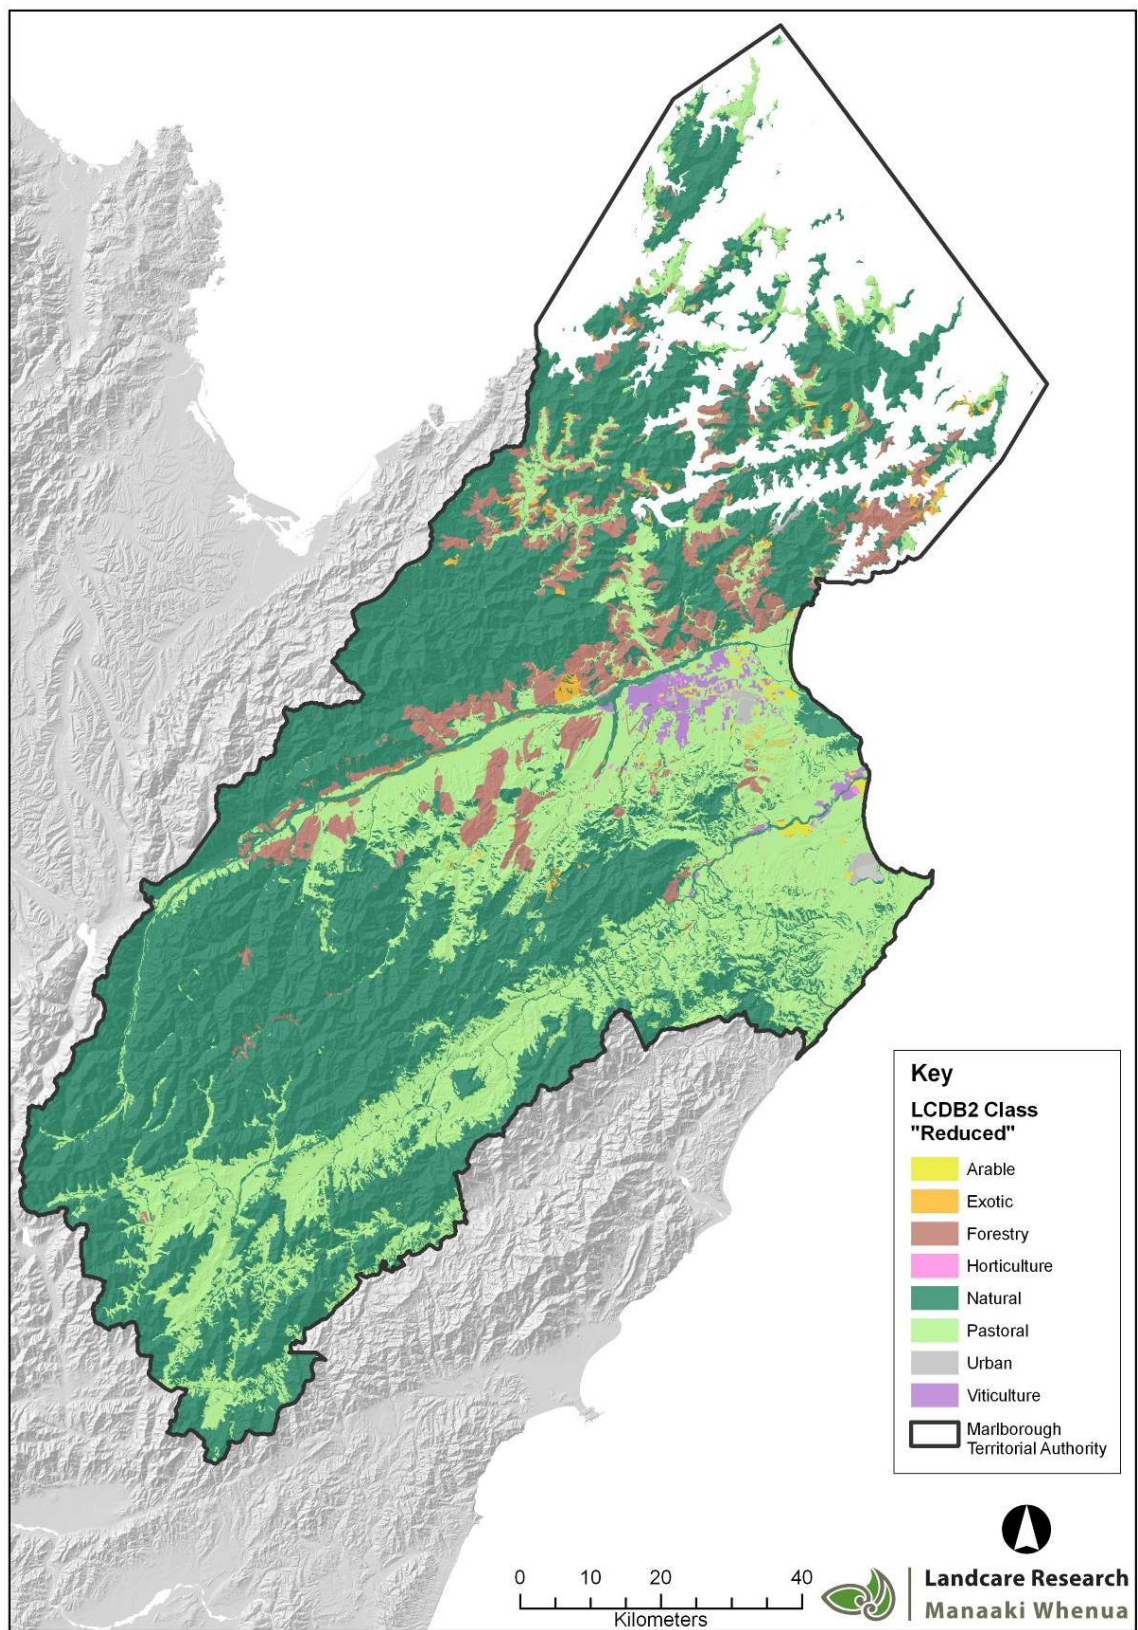 Key
LCDB2 Class
"Reduced"
Arable
Exotic
Forestry
Horticulture
Natural
Pastoral
Urban
Viticulture
Marlborough
Territorial Authority
0 10 20 40
Kilometers
Landcare Research
Manaaki Whenua